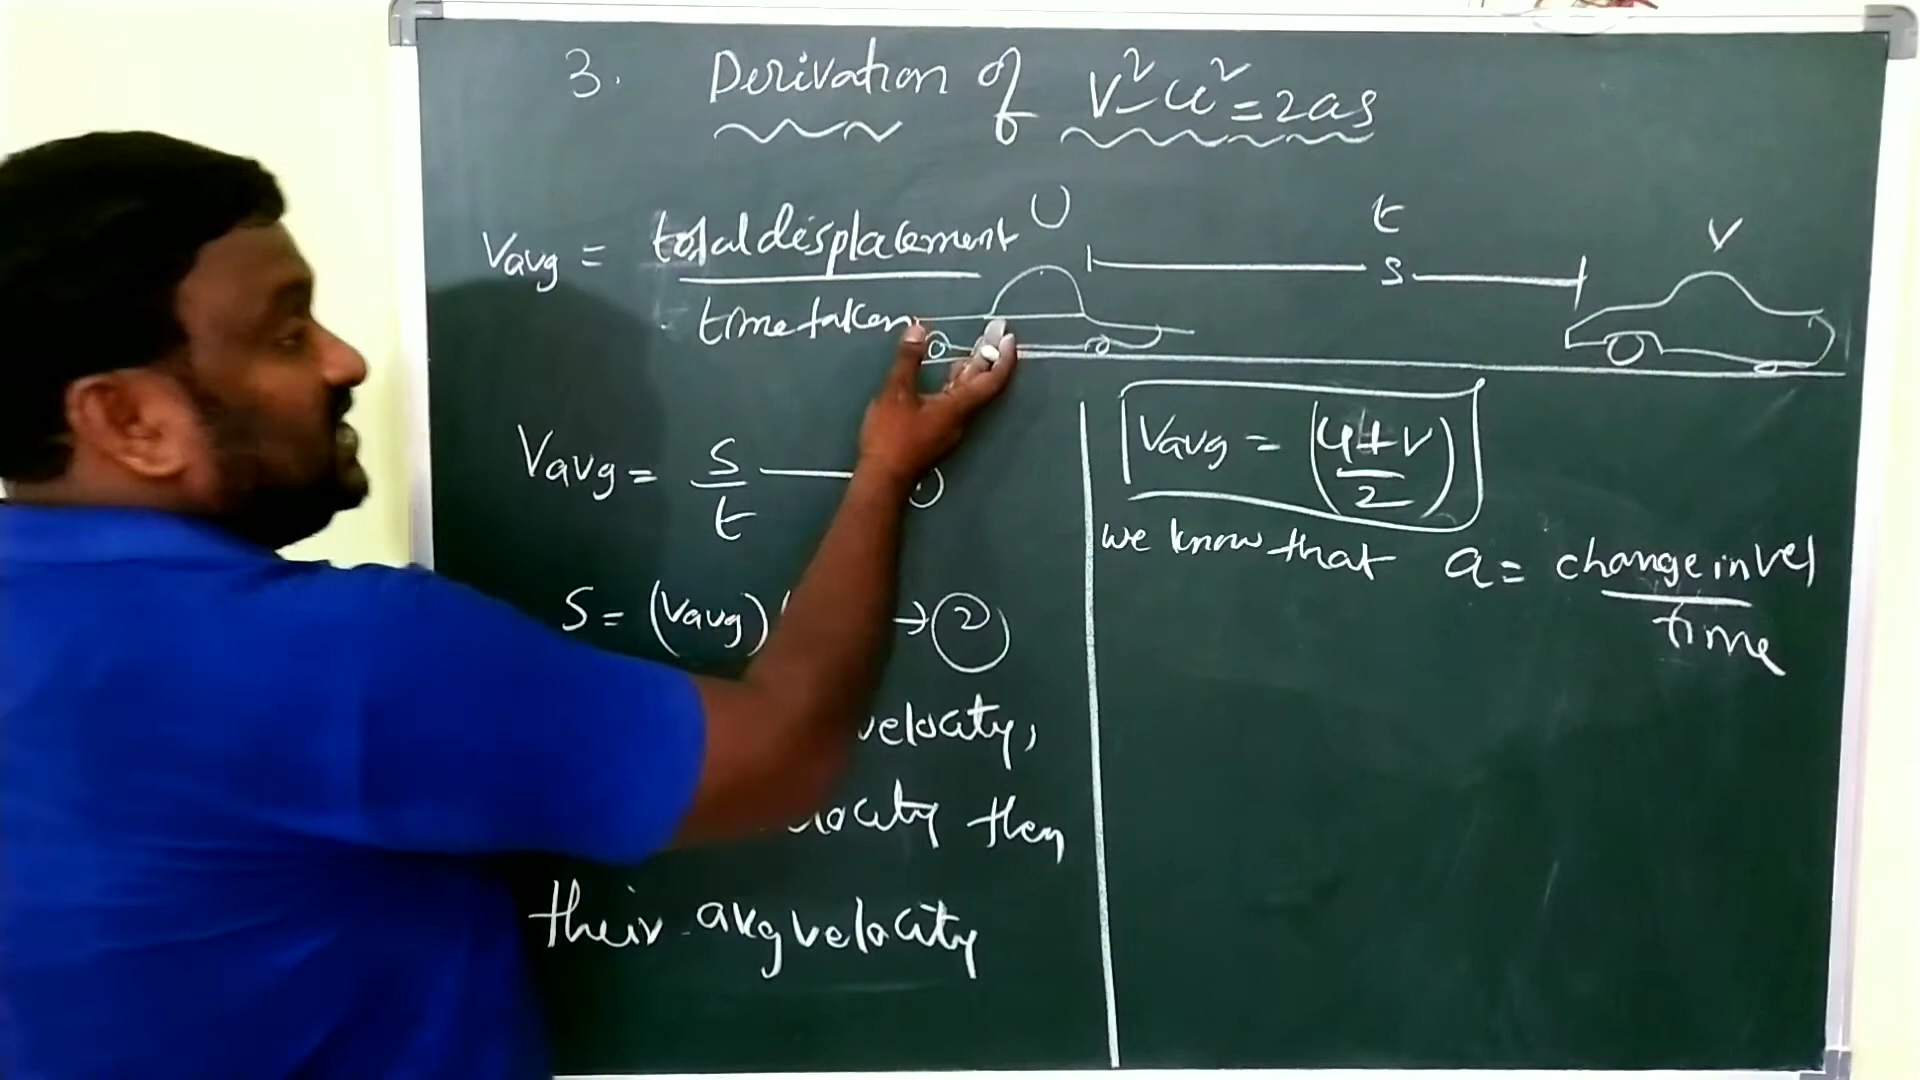 3. Derivation of V²-u²=2as
Vavg = total displacement / time taken
U
t
s
V
Vavg = s/t
S = (Vavg) → 2
velocity,
then
their avg velocity
Vavg = (u+v/2)
we know that a = change in vel / time